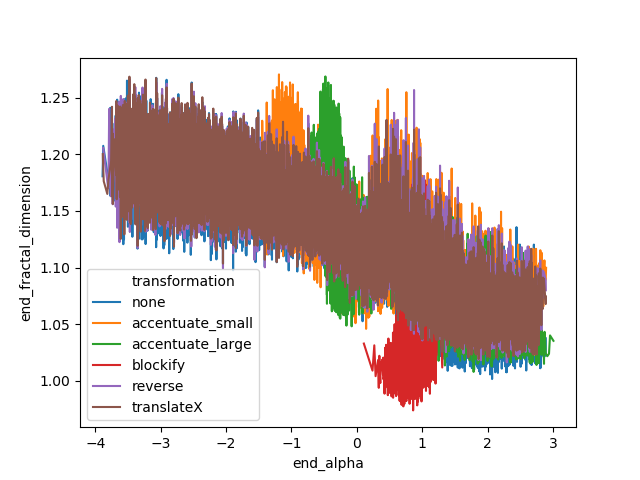 1.25
1.20
1.15
1.10
1.05
1.00
end_fractal_dimension
transformation
none
accentuate_small
accentuate_large
blockify
reverse
translateX
−4 −3 −2 −1 0 1 2 3
end_alpha